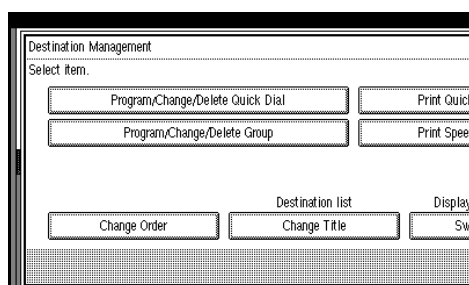 Destination Management
Select item.
Program/Change/Delete Quick Dial Print Quic
Program/Change/Delete Group Print Spee
Destination list Display
Change Order Change Title Sw